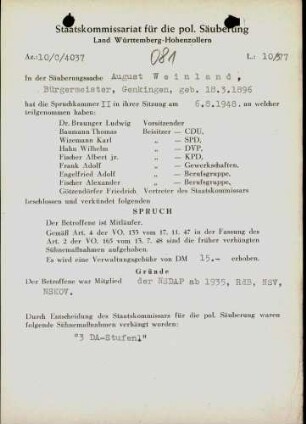 Staatskommissariat für die pol. Säuberung
Land Württemberg-Hohenzollern
Az.: 10/0/4037
081
L.: 10/577
In der Säuberungssache August Weinland,
Bürgermeister, Genkingen, geb. 18.3.1896
hat die Spruchkammer II in ihrer Sitzung am 6.8.1948, an welcher
teilgenommen haben:
Dr. Braunger Ludwig Vorsitzender
Baumann Thomas Beisitzer — CDU,
Wizemann Karl „ — SPD,
Hahn Wilhelm „ — DVP,
Fischer Albert jr. „ — KPD,
Frank Adolf „ — Gewerkschaften,
Engelfried Adolf „ — Berufsgruppe,
Fischer Alexander „ — Berufsgruppe,
Götzendörfer Friedrich Vertreter des Staatskommissars
beschlossen und verkündet folgenden
SPRUCH
Der Betroffene ist Mitläufer.
Gemäß Art. 4 der VO. 133 vom 17. 11. 47 in der Fassung des
Art. 2 der VO. 165 vom 13. 7. 48 sind die früher verhängten
Sühnemaßnahmen aufgehoben.
Es wird eine Verwaltungsgebühr von DM 15.- erhoben.
Gründe
Der Betroffene war Mitglied der NSDAP ab 1935, RKB, NSV,
NSKOV.
Durch Entscheidung des Staatskommissars für die pol. Säuberung waren
folgende Sühnemaßnahmen verhängt worden:
"3 DA-Stufen"